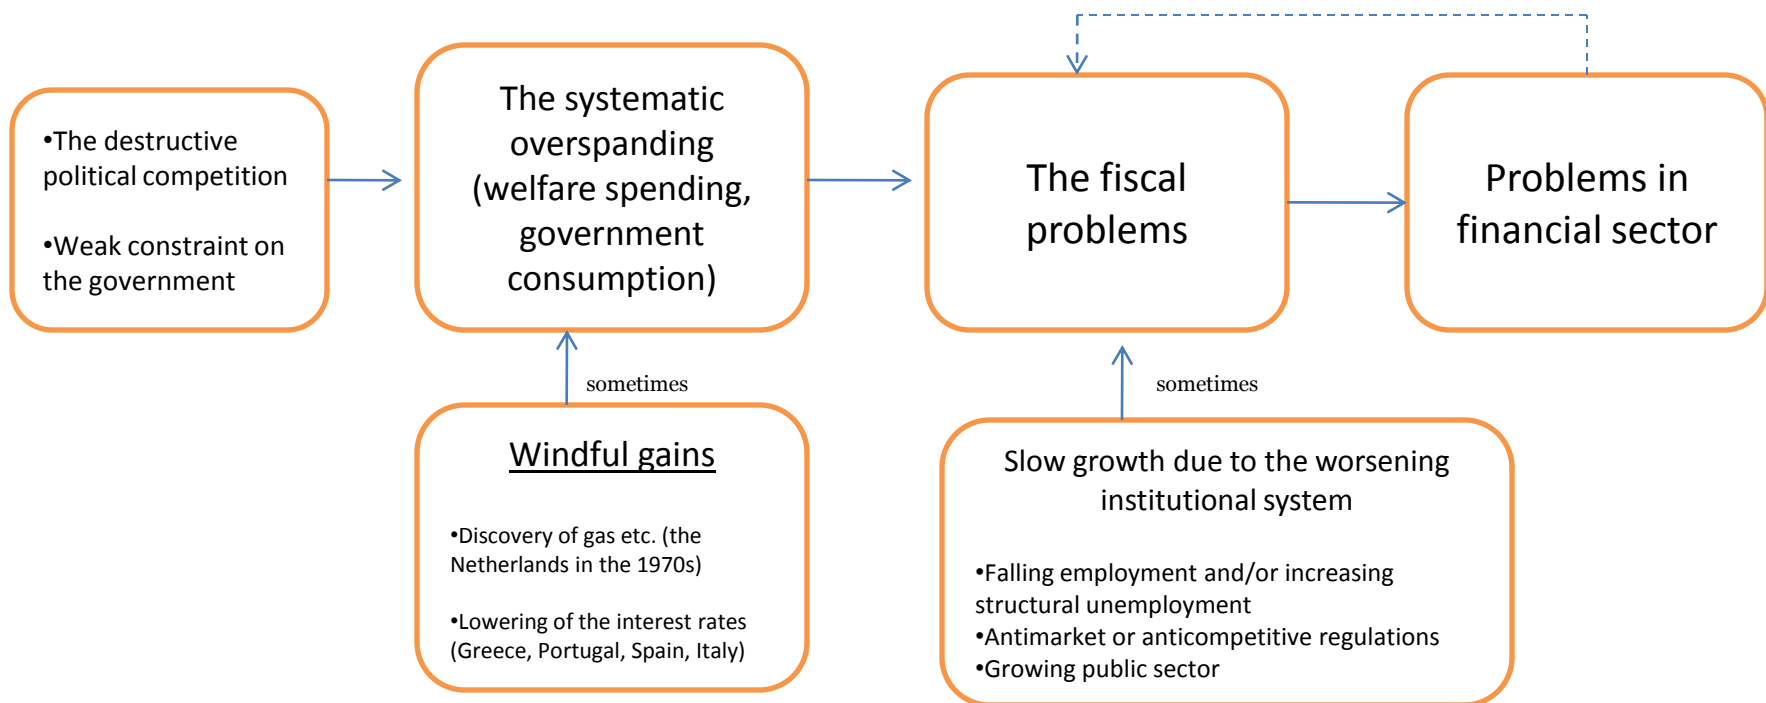 •The destructive
political competition
•Weak constraint on
the government
The systematic
overspanding
(welfare spending,
government
consumption)
The fiscal
problems
Problems in
financial sector
sometimes
sometimes
Windful gains
•Discovery of gas etc. (the
Netherlands in the 1970s)
•Lowering of the interest rates
(Greece, Portugal, Spain, Italy)
Slow growth due to the worsening
institutional system
•Falling employment and/or increasing
structural unemployment
•Antimarket or anticompetitive regulations
•Growing public sector